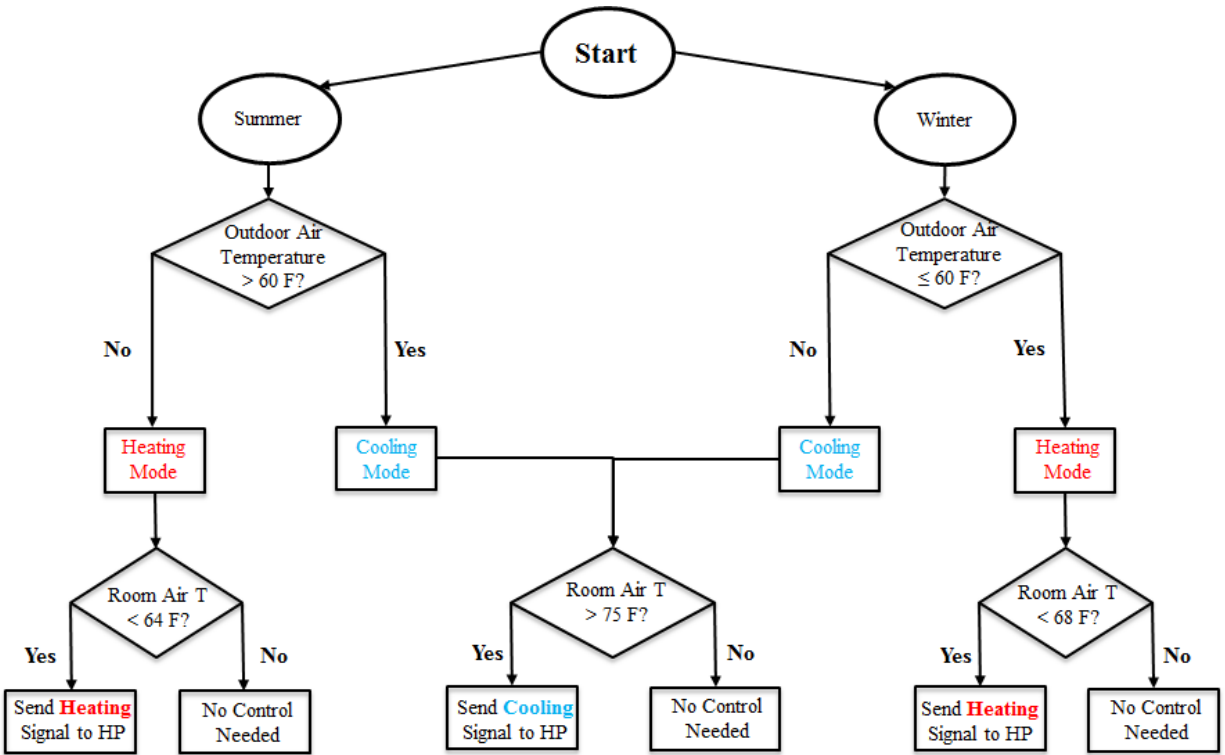 Start
Summer
Winter
Outdoor Air
Temperature
> 60 F?
Outdoor Air
Temperature
≤ 60 F?
No
Yes
No
Yes
Heating
Mode
Cooling
Mode
Cooling
Mode
Heating
Mode
Room Air T
< 64 F?
Room Air T
> 75 F?
Room Air T
< 68 F?
Yes
No
Yes
No
Yes
No
Send Heating
Signal to HP
No Control
Needed
Send Cooling
Signal to HP
No Control
Needed
Send Heating
Signal to HP
No Control
Needed